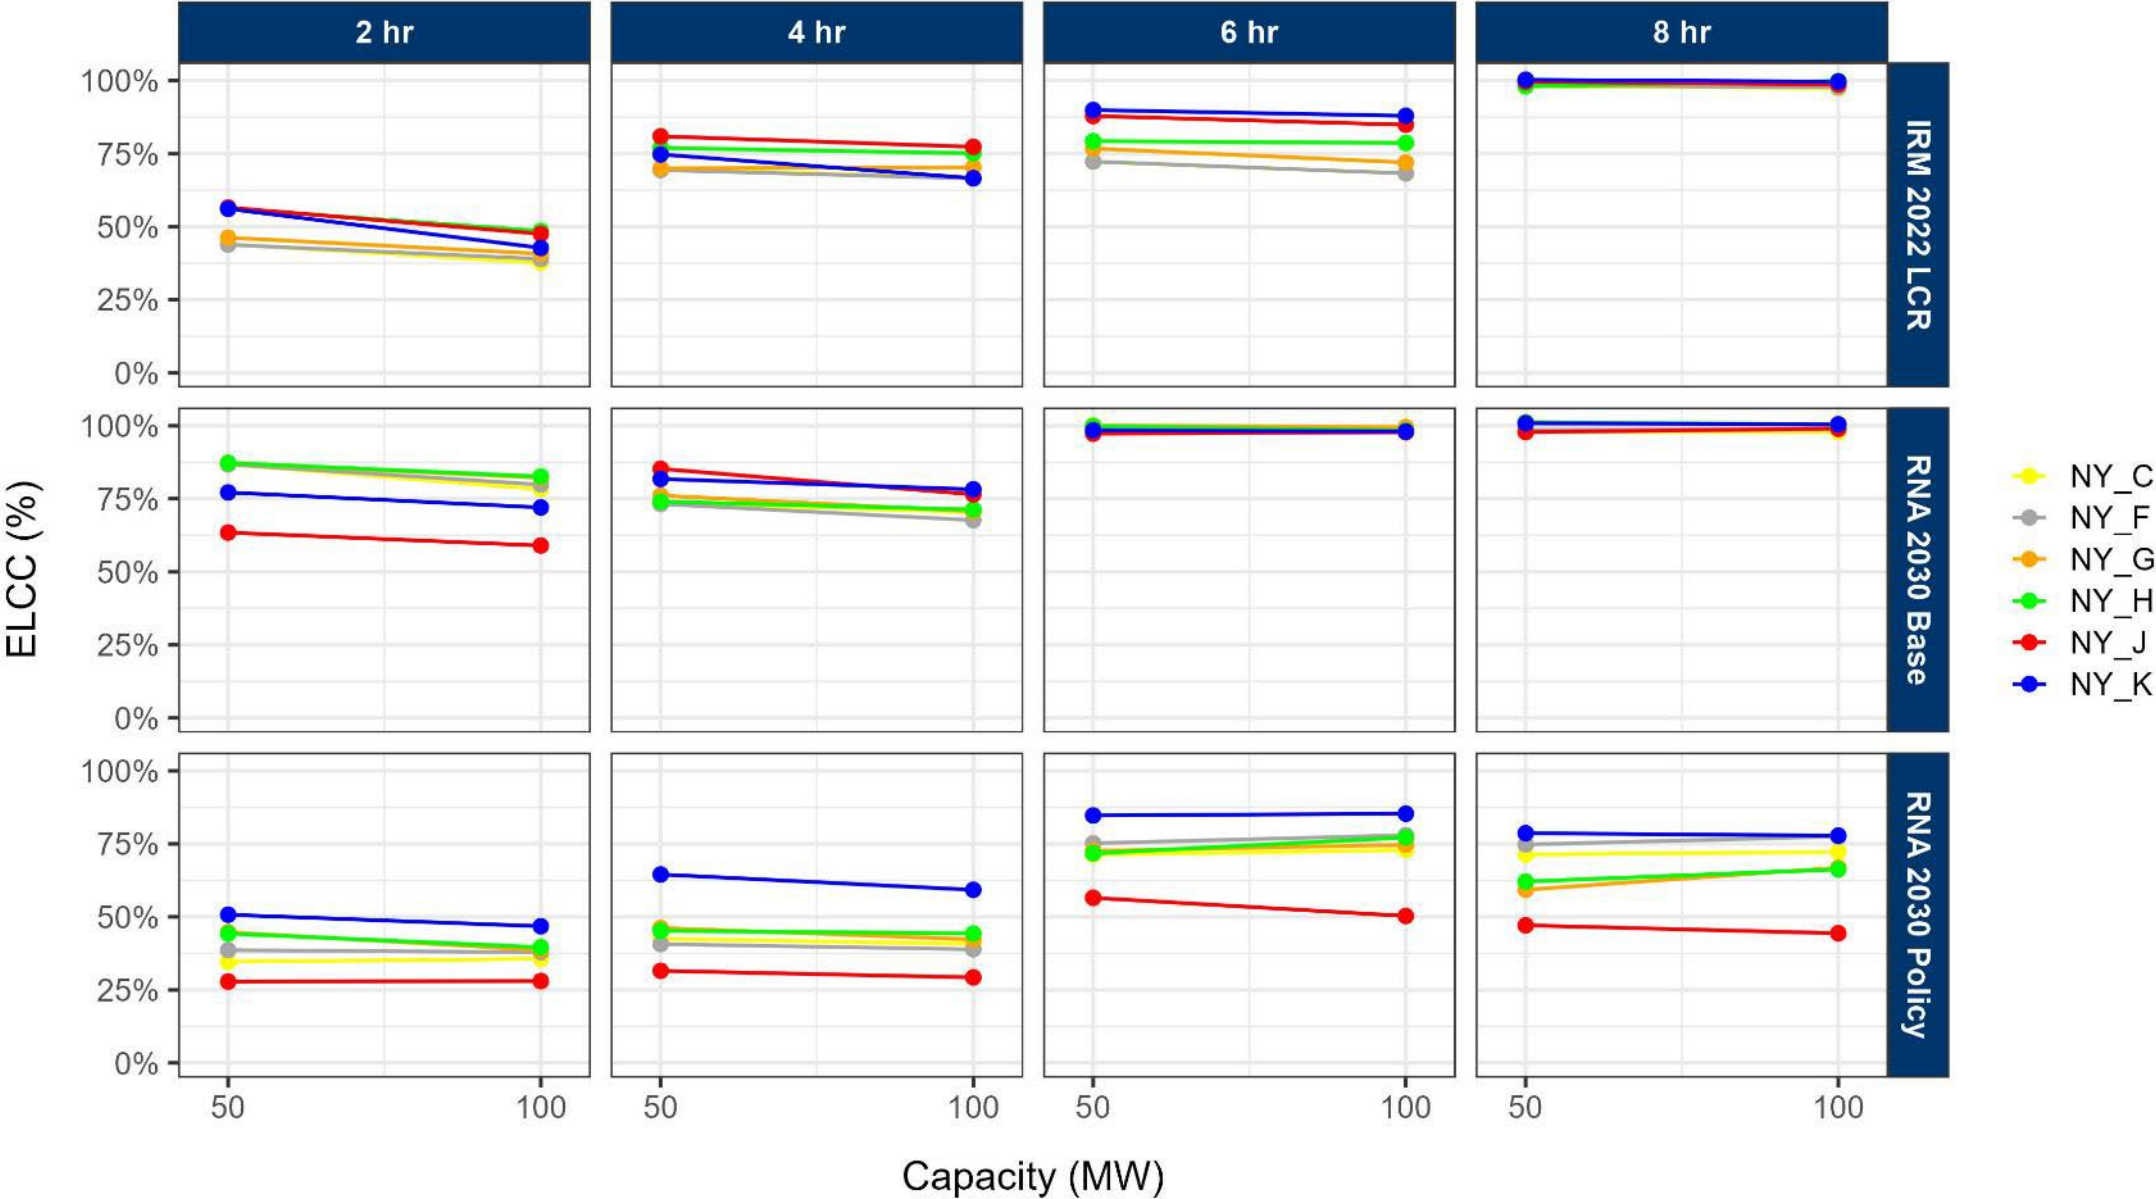 2 hr 4 hr 6 hr 8 hr
100%
75%
50%
25%
0%
IRM 2022 LCR
100%
75%
50%
25%
0%
RNA 2030 Base
100%
75%
50%
25%
0%
RNA 2030 Policy
50 100 50 100 50 100 50 100
ELCC (%)
Capacity (MW)
NY_C
NY_F
NY_G
NY_H
NY_J
NY_K